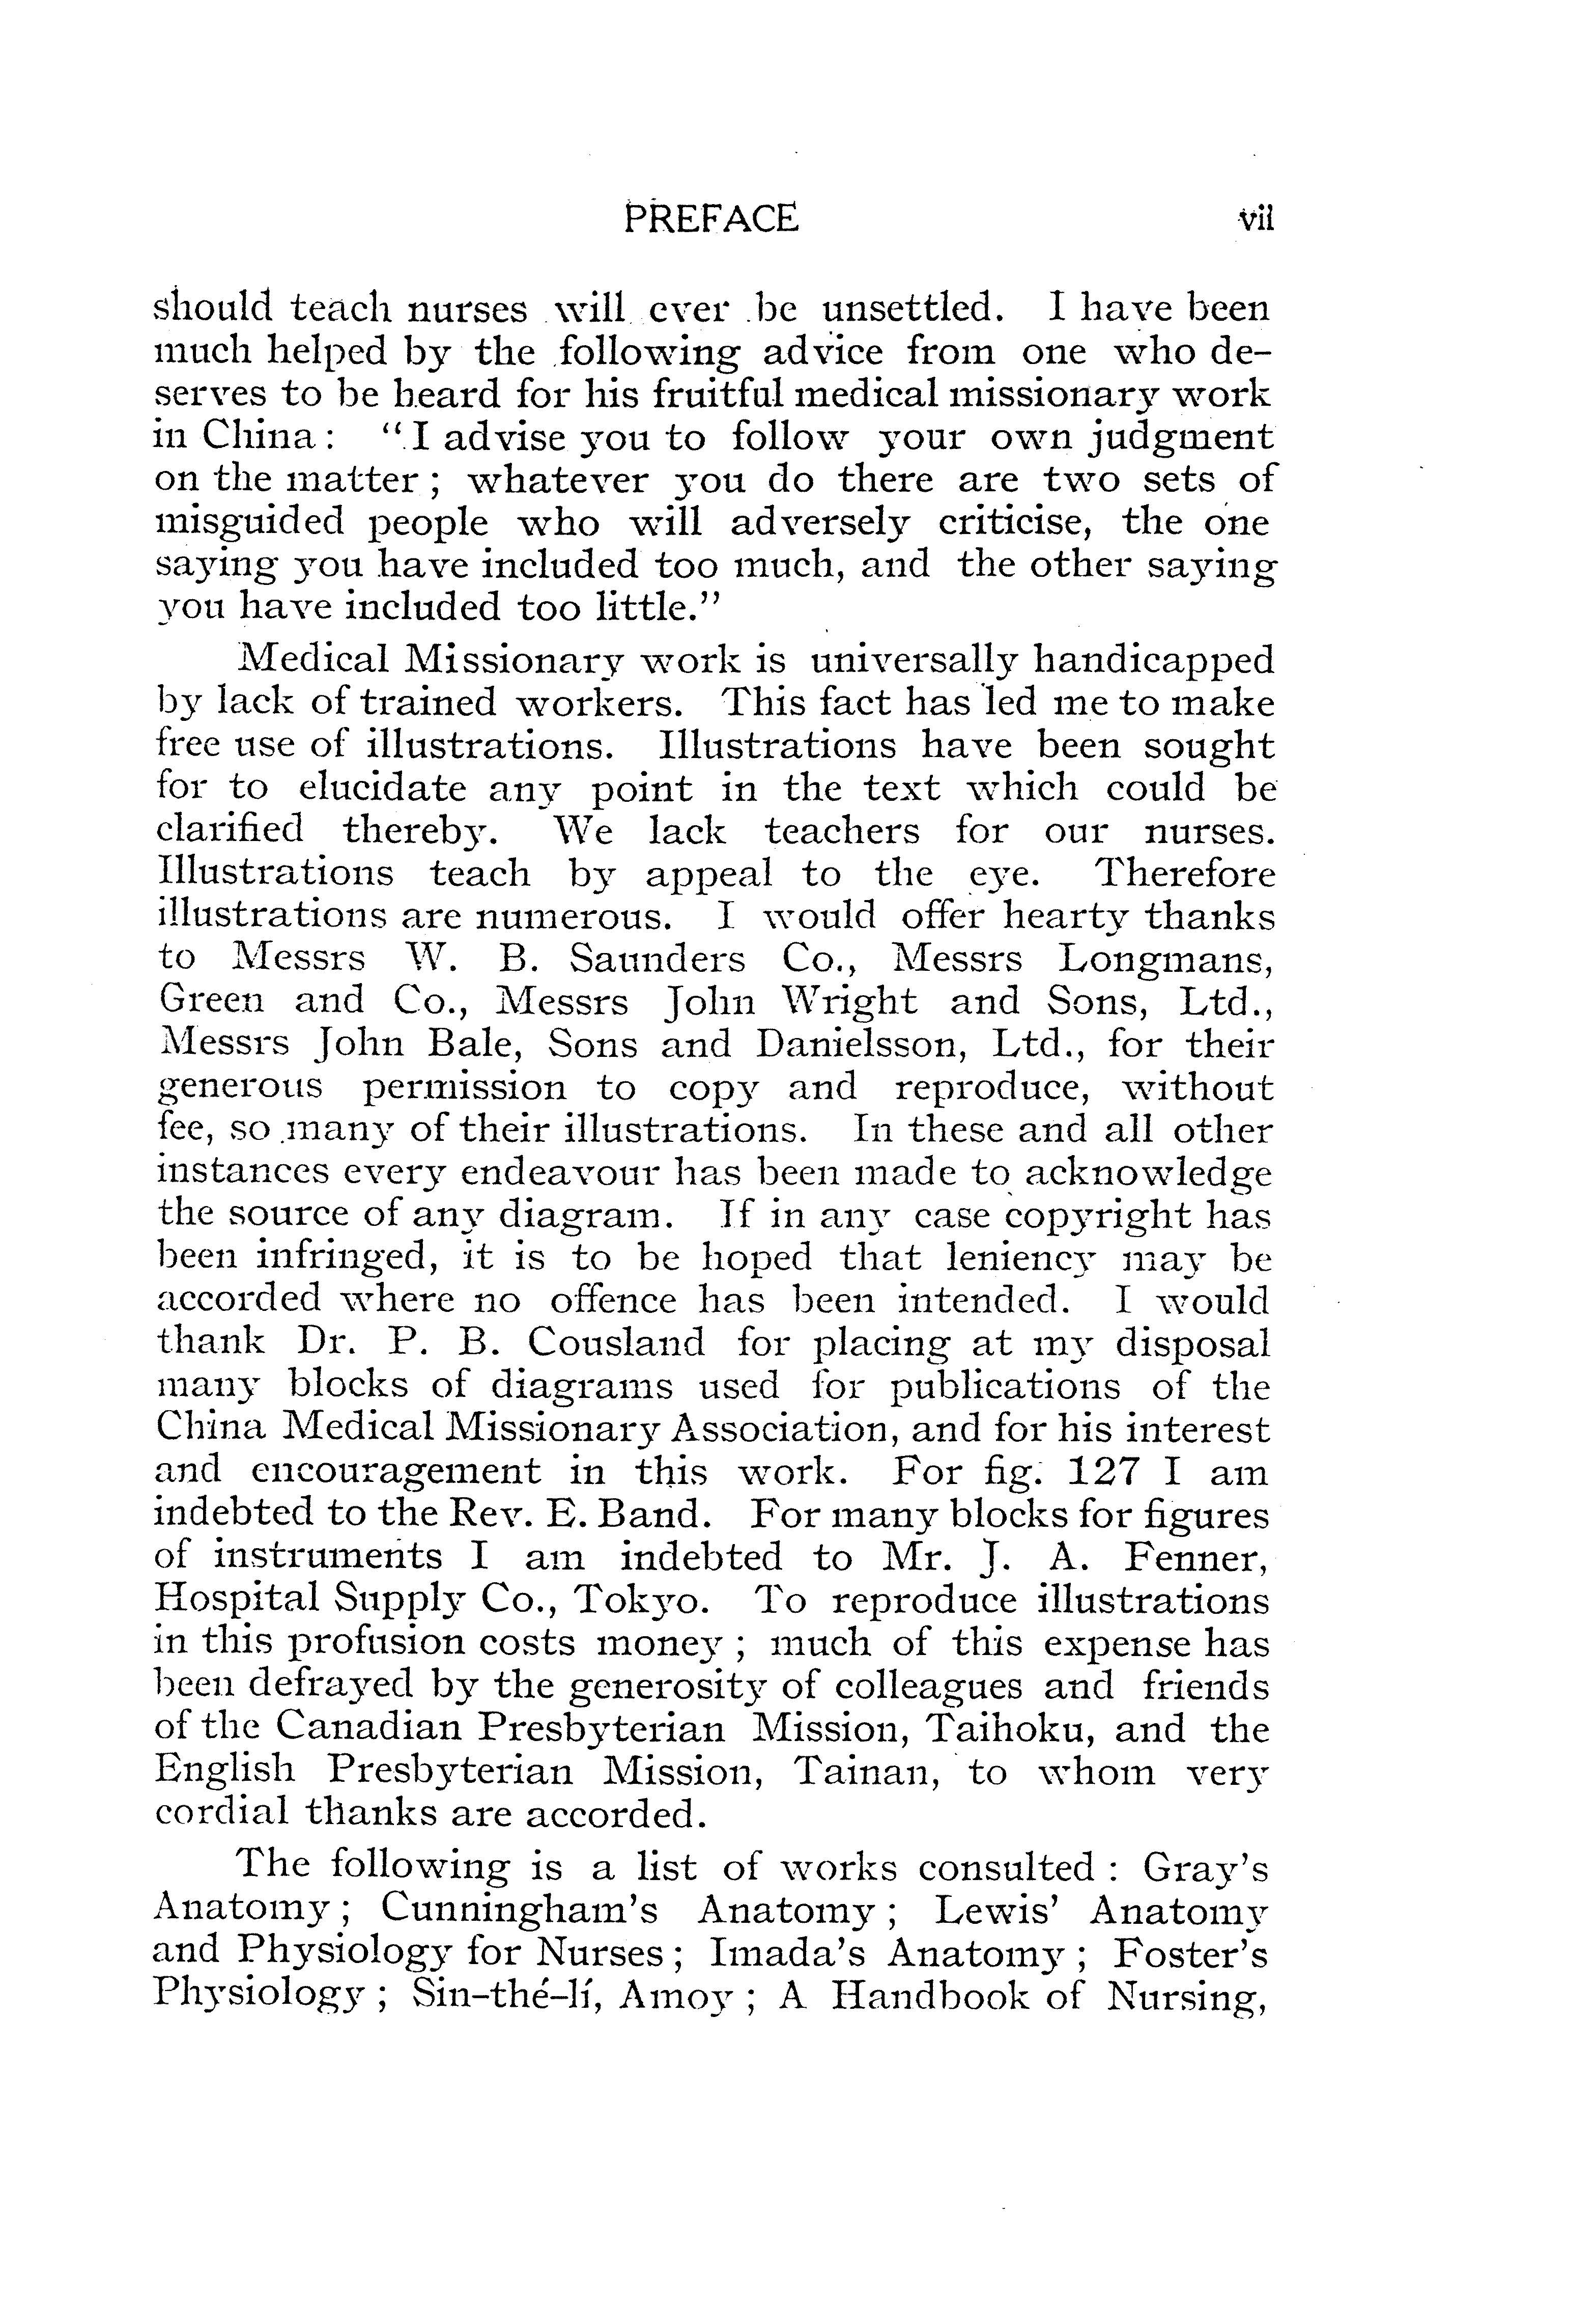 PREFACE vii
should teach nurses will ever be unsettled. I have been
much helped by the following advice from one who de-
serves to be heard for his fruitful medical missionary work
in China: "I advise you to follow your own judgment
on the matter; whatever you do there are two sets of
misguided people who will adversely criticise, the one
saying you have included too much, and the other saying
you have included too little."
Medical Missionary work is universally handicapped
by lack of trained workers. This fact has led me to make
free use of illustrations. Illustrations have been sought
for to elucidate any point in the text which could be
clarified thereby. We lack teachers for our nurses.
Illustrations teach by appeal to the eye. Therefore
illustrations are numerous. I would offer hearty thanks
to Messrs W. B. Saunders Co., Messrs Longmans,
Green and Co., Messrs John Wright and Sons, Ltd.,
Messrs John Bale, Sons and Danielsson, Ltd., for their
generous permission to copy and reproduce, without
fee, so many of their illustrations. In these and all other
instances every endeavour has been made to acknowledge
the source of any diagram. If in any case copyright has
been infringed, it is to be hoped that leniency may be
accorded where no offence has been intended. I would
thank Dr. P. B. Cousland for placing at my disposal
many blocks of diagrams used for publications of the
China Medical Missionary Association, and for his interest
and encouragement in this work. For fig. 127 I am
indebted to the Rev. E. Band. For many blocks for figures
of instruments I am indebted to Mr. J. A. Fenner,
Hospital Supply Co., Tokyo. To reproduce illustrations
in this profusion costs money; much of this expense has
been defrayed by the generosity of colleagues and friends
of the Canadian Presbyterian Mission, Taihoku, and the
English Presbyterian Mission, Tainan, to whom very
cordial thanks are accorded.
The following is a list of works consulted: Gray's
Anatomy; Cunningham's Anatomy; Lewis' Anatomy
and Physiology for Nurses; Imada's Anatomy; Foster's
Physiology; Sin-thé-lí, Amoy; A Handbook of Nursing,